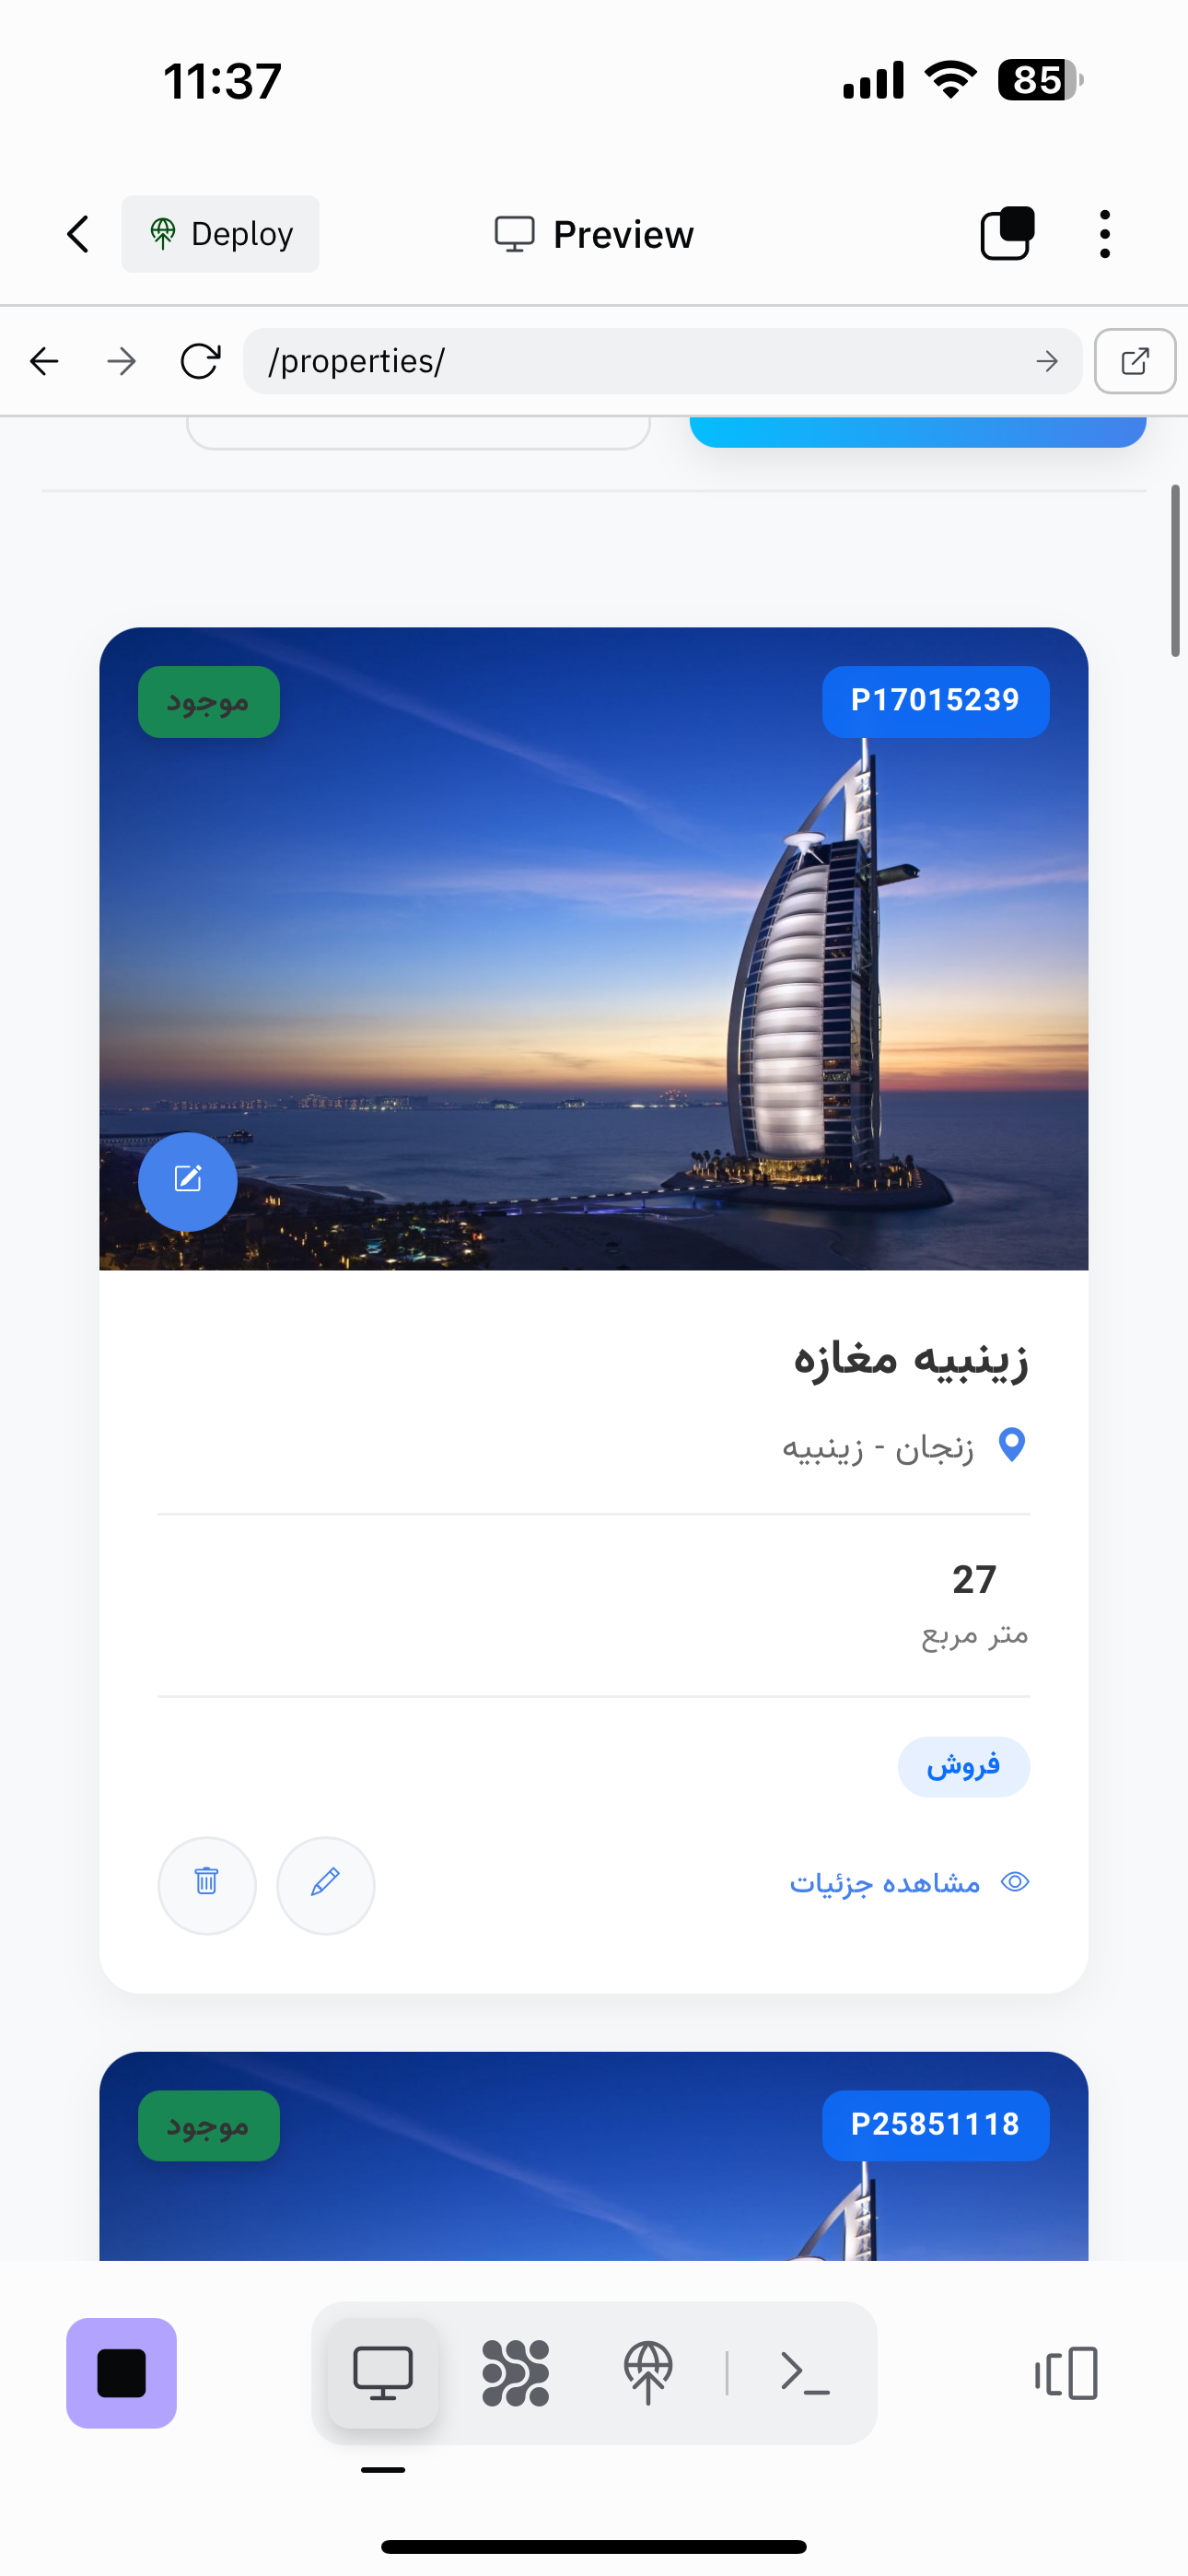 11:37
85
Deploy
Preview
/properties/
موجود
P17015239
زینبیه مغازه
زنجان - زینبیه
27
متر مربع
فروش
مشاهده جزئیات
موجود
P25851118